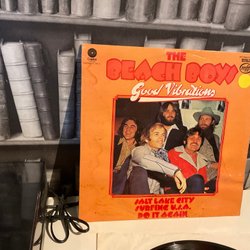 THE
BEACH BOYS
Good Vibrations
SALT LAKE CITY
SURFING U.S.A.
DO IT AGAIN